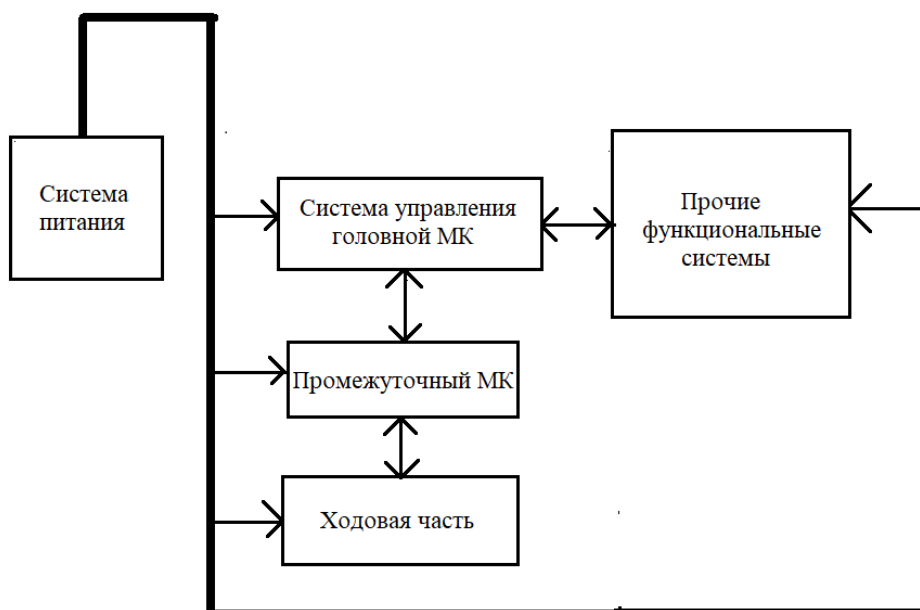 Система
питания
Система управления
головной МК
Прочие
функциональные
системы
Промежуточный МК
Ходовая часть